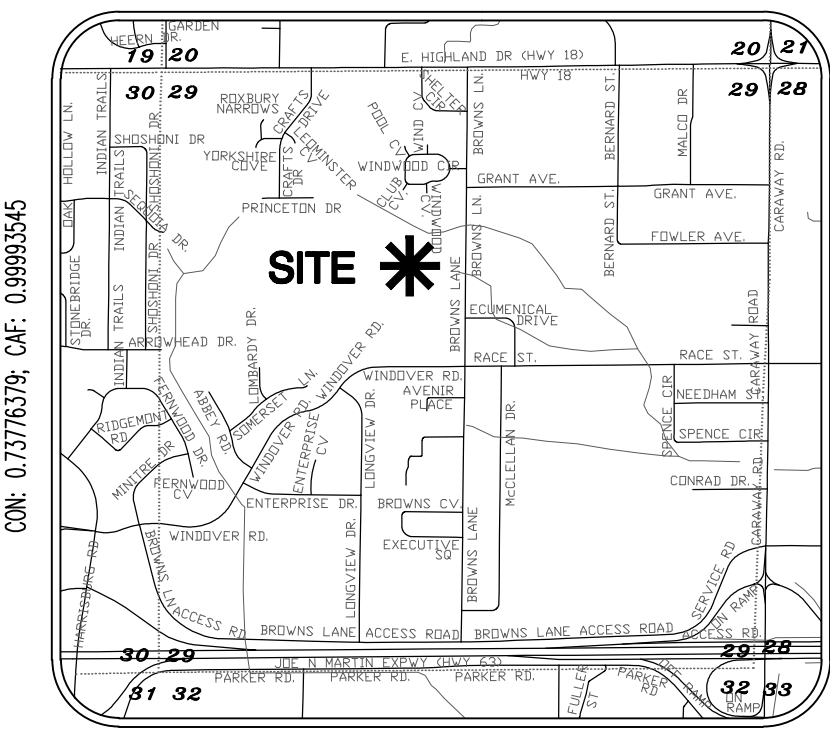 GARDEN
HEERN DR.
19 20
20 21
E. HIGHLAND DR (HWY 18)
HWY 18
30 29
29 28
HOLLOW LN.
INDIAN TRAILS
SHOSHONI DR
ROXBURY
NARROWS
CRAFTS
DRIVE
POOL CV.
WIND CV.
SHELTER
CIR
BROWNS LN.
BERNARD ST.
MALCO DR
CARAWAY RD.
SHOSHONI DR
YORKSHIRE
COVE
CRAFTS
DR
LEOMINSTER
CV
WINDWOOD CIR
CLUB
CV.
WINDWOOD
CV.
GRANT AVE.
GRANT AVE.
OAK
INDIAN TRAILS
SEQUOIA DR.
PRINCETON DR
BROWNS LN.
BERNARD ST.
FOWLER AVE.
SITE
CON: 0.73776379; CAF: 0.99993545
STONEBRIDGE
DR.
INDIAN TRAILS
SHOSHONI DR
BROWNS LANE
ECUMENICAL
DRIVE
CARAWAY ROAD
ARROWHEAD DR.
LOMBARDY DR.
WINDOVER RD.
RACE ST.
RACE ST.
WINDOVER RD.
AVENIR
PLACE
SPENCE CIR
NEEDHAM ST.
FERNWOOD DR.
ABBEY RD.
SOMERSET LN.
LONGVIEW DR.
McCLELLAN DR.
RIDGEMONT
RD
WINDOVER RD.
ENTERPRISE
CV
SPENCE CIR
MINITRE DR
FERNWOOD
CV
CONRAD DR.
CARAWAY RD
ENTERPRISE DR.
BROWNS CV.
WINDOVER RD.
EXECUTIVE
SQ
BROWNS LANE
HARRISBURG RD
BROWNS LN
LONGVIEW DR.
SERVICE RD
ON RAMP
ACCESS RD
BROWNS LANE
ACCESS ROAD
BROWNS LANE ACCESS ROAD
ACCESS RD.
30 29
29 28
JOE N MARTIN EXPWY (HWY 63)
PARKER RD.
PARKER RD.
PARKER RD.
FULLER
ST
PARKER
RD
OFF RAMP
31 32
32 33
ON
RAMP